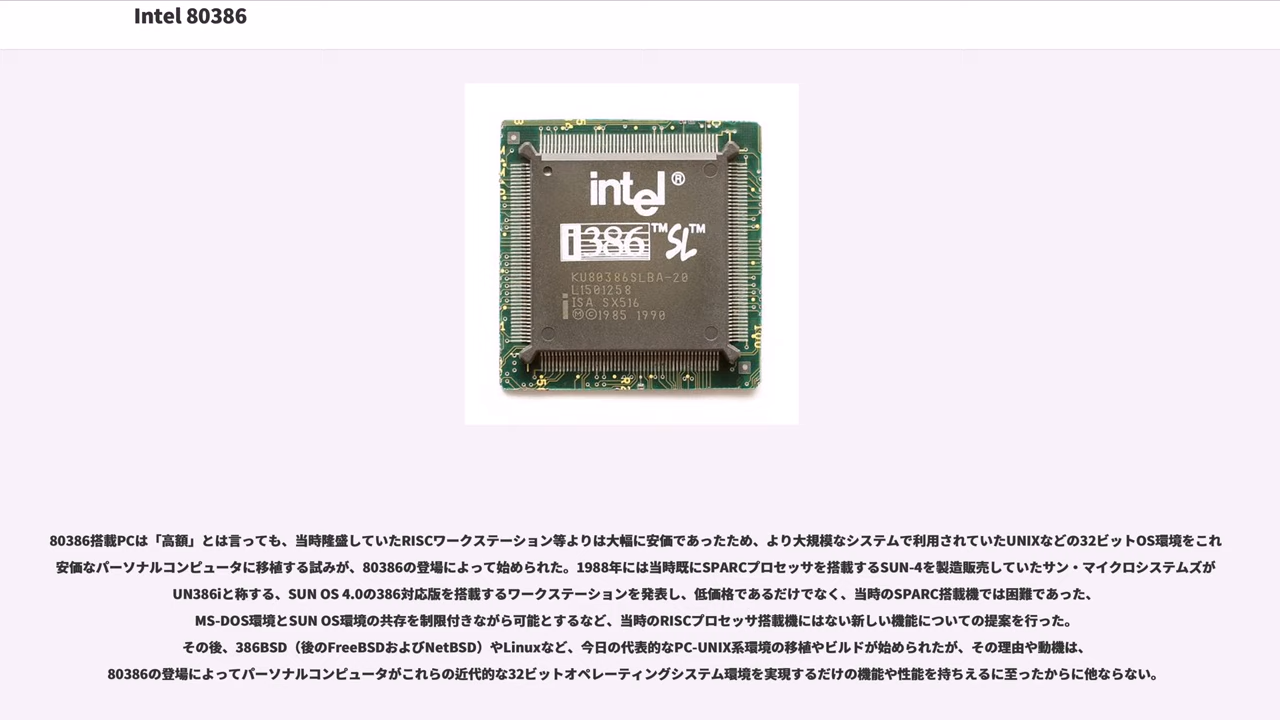 Intel 80386
intel®
i386™ SL™
KU80386SLBA-20
L1501258
ISA SX516
ⓂⒸ1985 1990
80386搭載PCは「高額」とは言っても、当時隆盛していたRISCワークステーション等よりは大幅に安価であったため、より大規模なシステムで利用されていたUNIXなどの32ビットOS環境をこれ
安価なパーソナルコンピュータに移植する試みが、80386の登場によって始められた。1988年には当時既にSPARCプロセッサを搭載するSUN-4を製造販売していたサン・マイクロシステムズが
UN386iと称する、SUN OS 4.0の386対応版を搭載するワークステーションを発表し、低価格であるだけでなく、当時のSPARC搭載機では困難であった、
MS-DOS環境とSUN OS環境の共存を制限付きながら可能とするなど、当時のRISCプロセッサ搭載機にはない新しい機能についての提案を行った。
その後、386BSD（後のFreeBSDおよびNetBSD）やLinuxなど、今日の代表的なPC-UNIX系環境の移植やビルドが始められたが、その理由や動機は、
80386の登場によってパーソナルコンピュータがこれらの近代的な32ビットオペレーティングシステム環境を実現するだけの機能や性能を持ちえるに至ったからに他ならない。